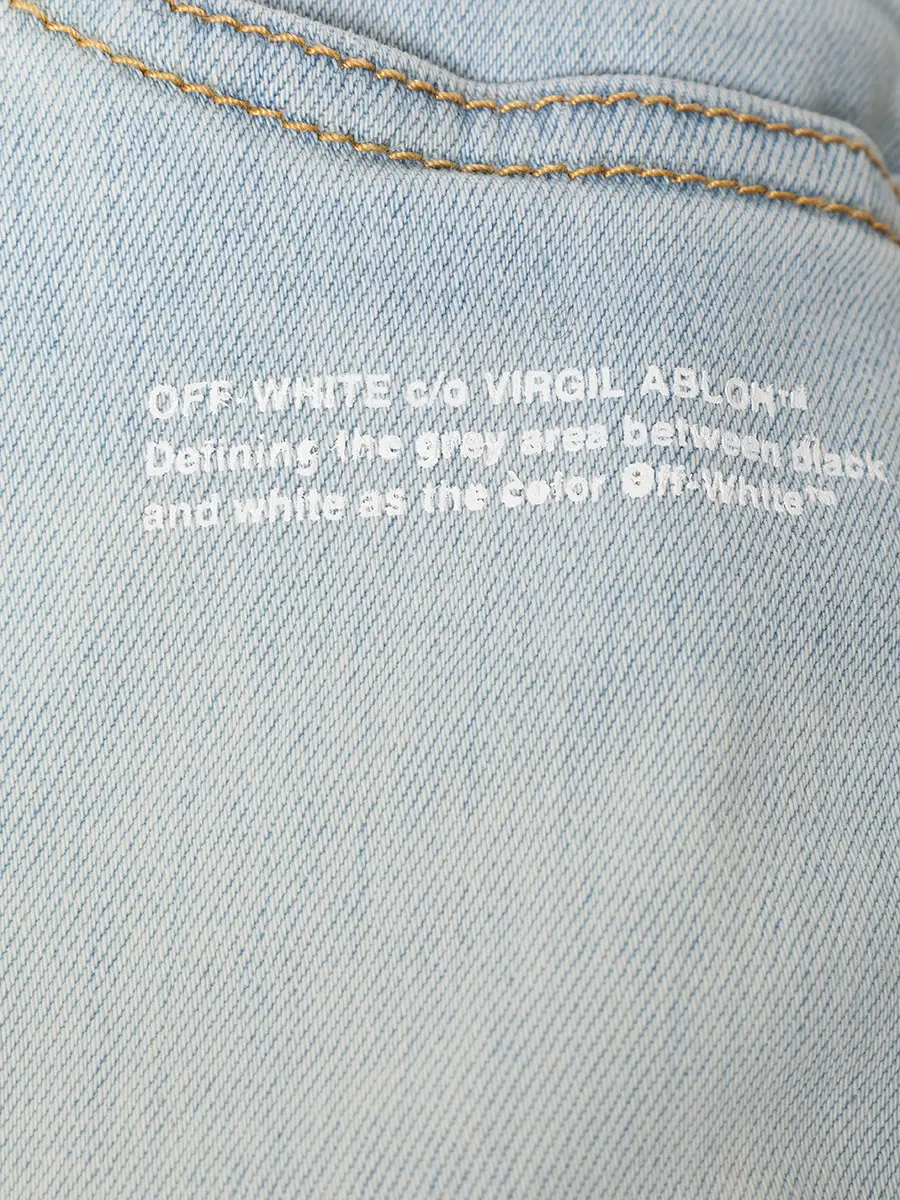 OFF-WHITE c/o VIRGIL ABLOH™
Defining the grey area between black
and white as the color Off-White™